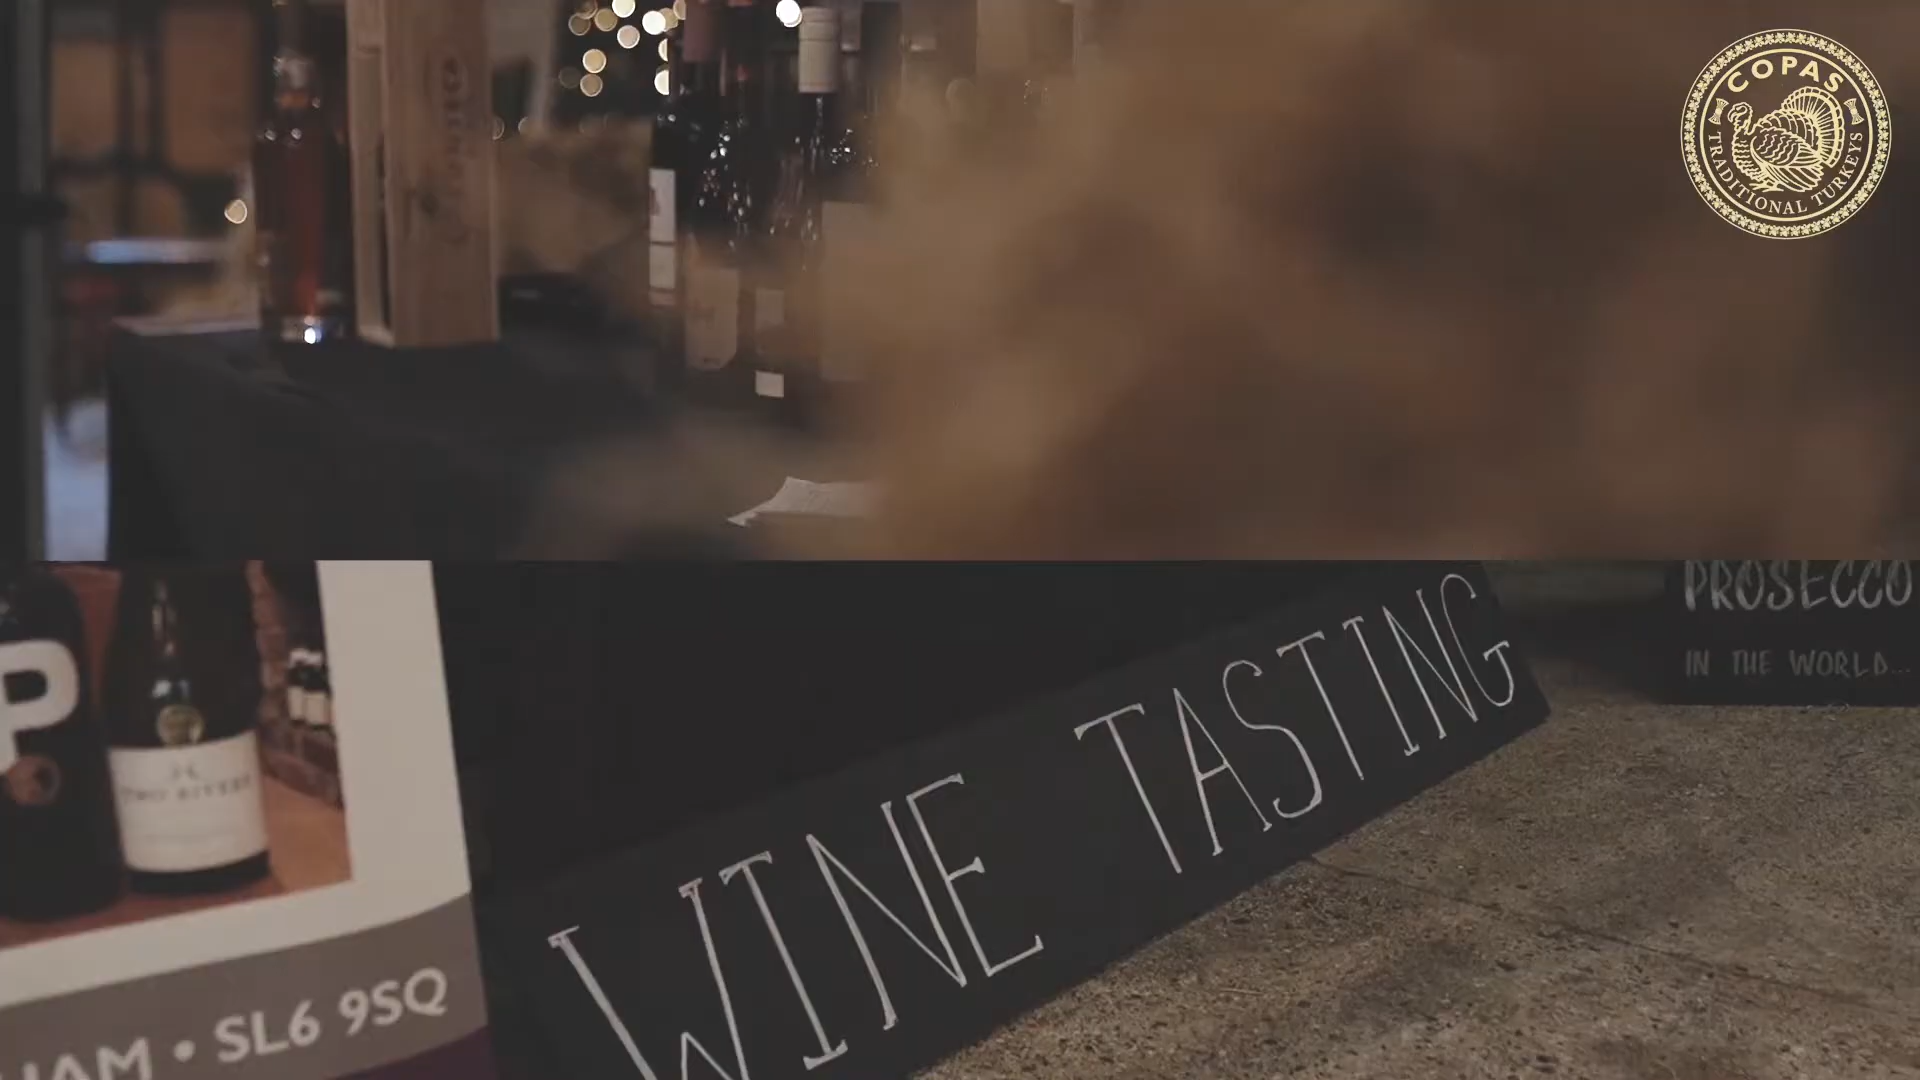 COPAS
TRADITIONAL TURKEYS
PROSECCO
IN THE WORLD...
WINE TASTING
P
TWO RIVERS
HAM • SL6 9SQ